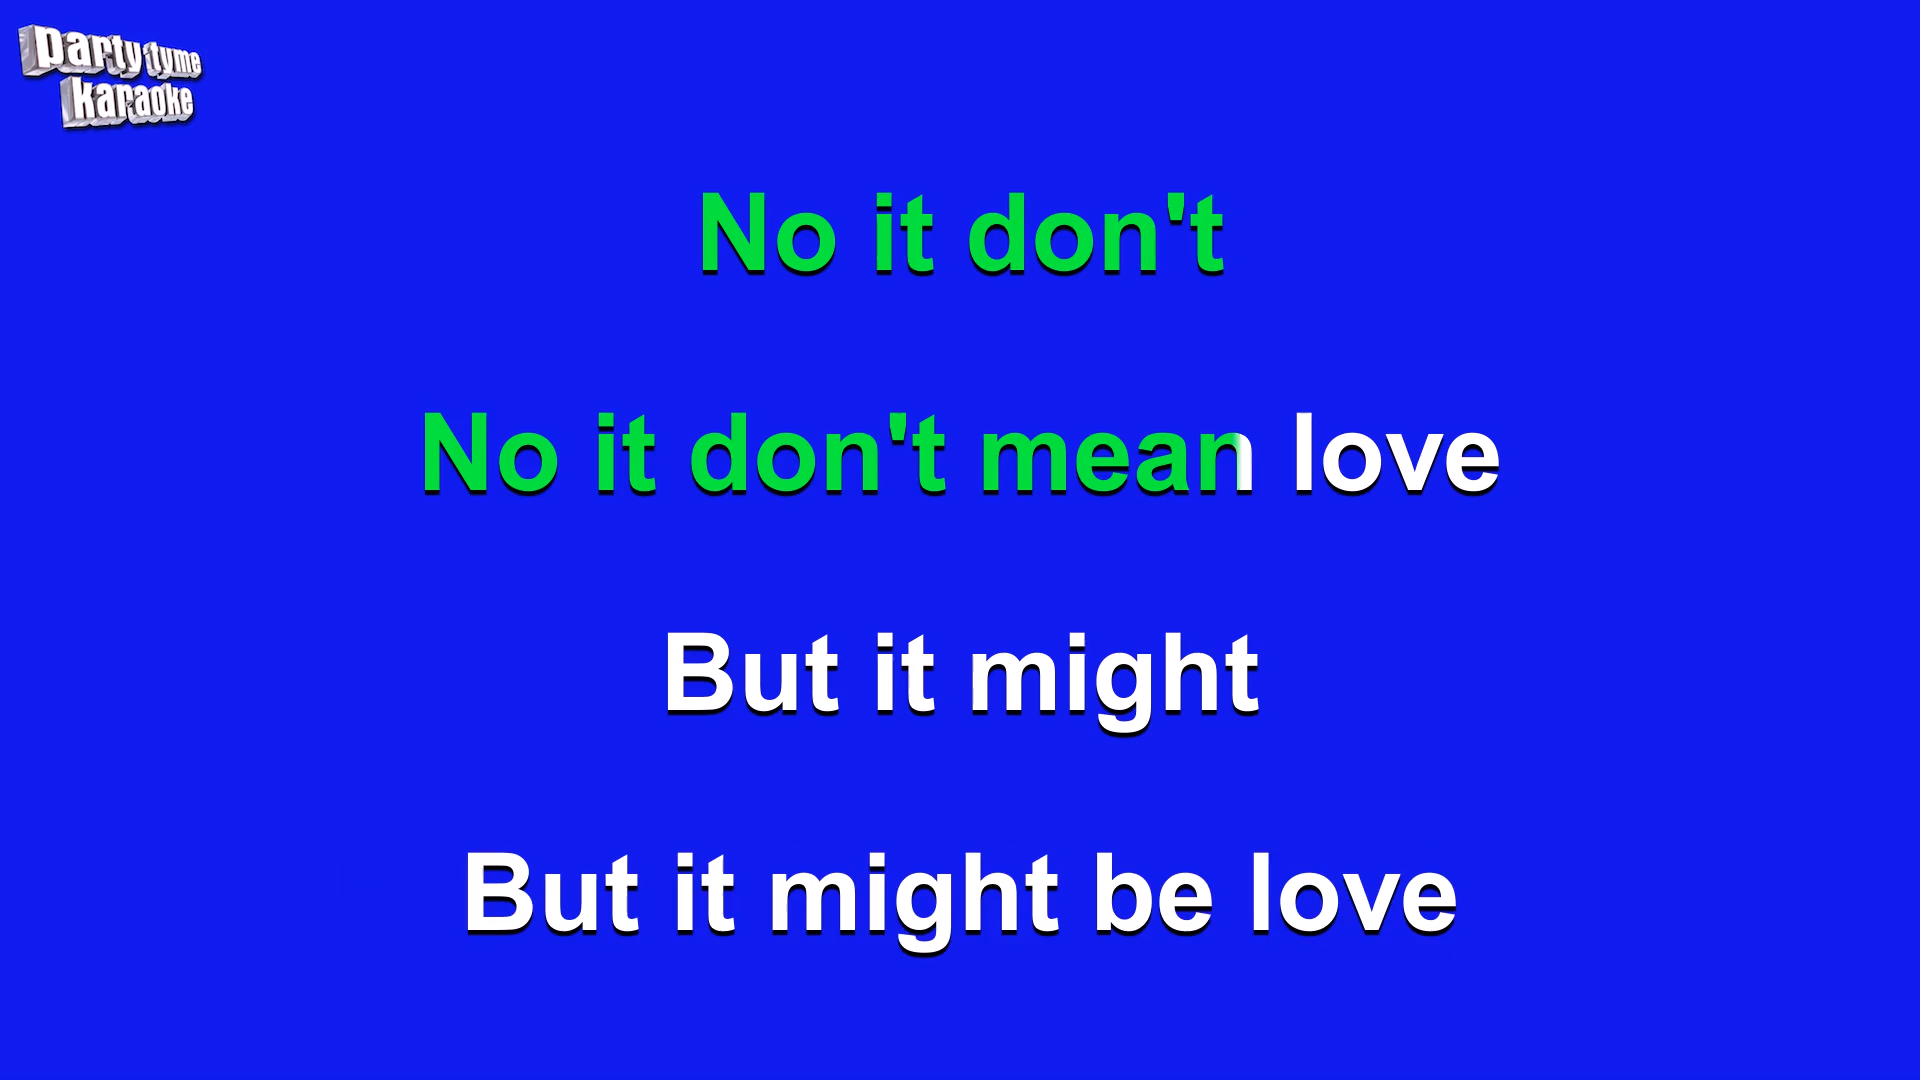 party tyme
karaoke
No it don't
No it don't mean love
But it might
But it might be love